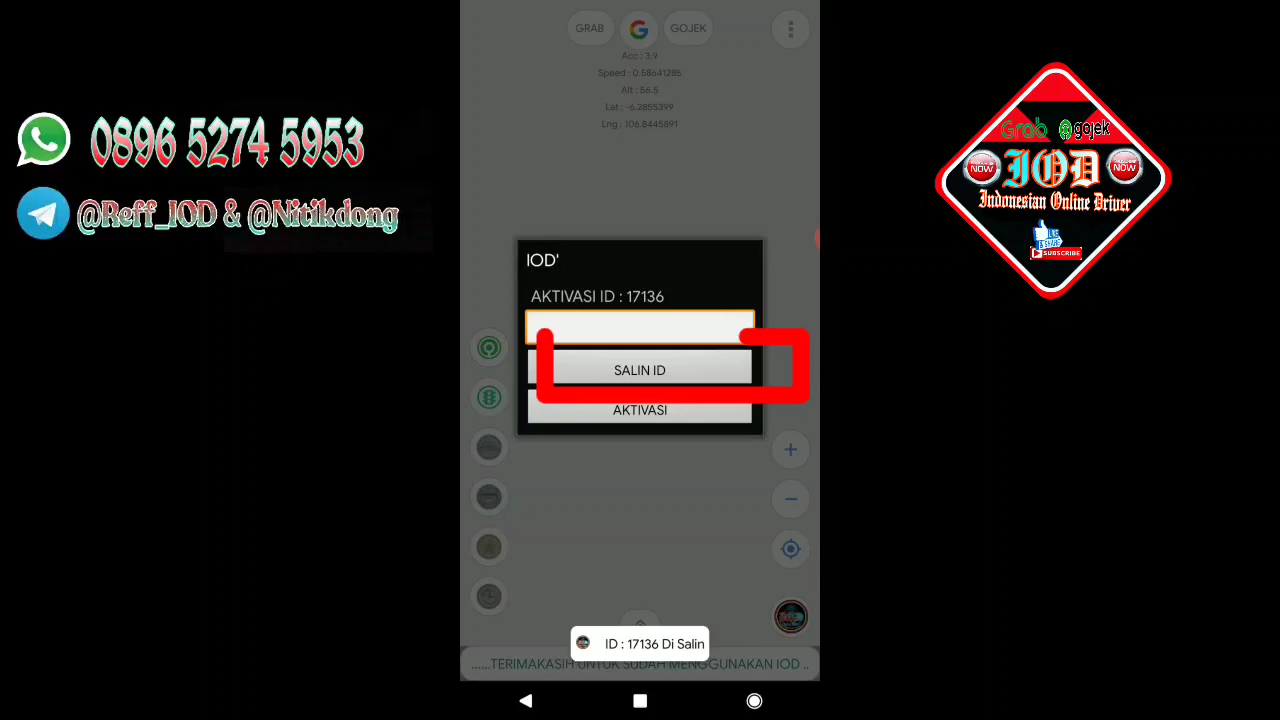 GRAB
GOJEK
Acc : 3.9
Speed : 0.58641285
Alt : 56.5
Lat : -6.2855399
Lng : 106.8445891
0896 5274 5953
@Reff_IOD & @Nitikdong
Grab gojek
NOW IOD NOW
Indonesian Online Driver
LIKE
& SHARE
SUBSCRIBE
IOD'
AKTIVASI ID : 17136
SALIN ID
AKTIVASI
ID : 17136 Di Salin
......TERIMAKASIH UNTUK SUDAH MENGGUNAKAN IOD ..